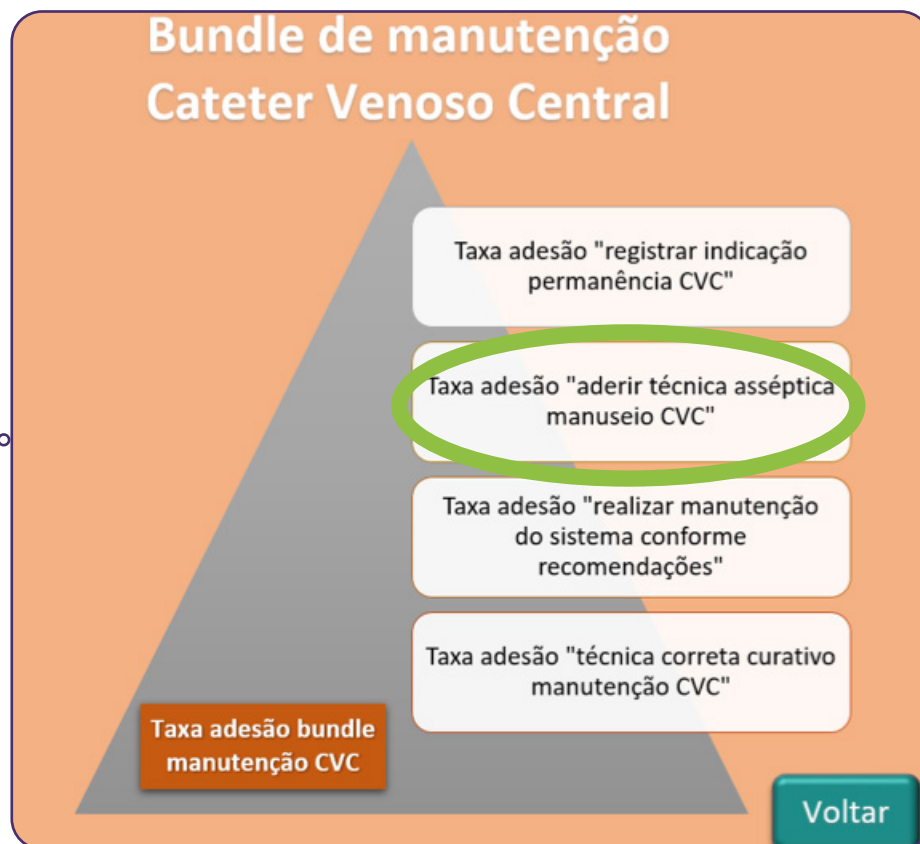 Bundle de manutenção
Cateter Venoso Central
Taxa adesão "registrar indicação
permanência CVC"
Taxa adesão "aderir técnica asséptica
manuseio CVC"
Taxa adesão "realizar manutenção
do sistema conforme
recomendações"
Taxa adesão "técnica correta curativo
manutenção CVC"
Taxa adesão bundle
manutenção CVC
Voltar